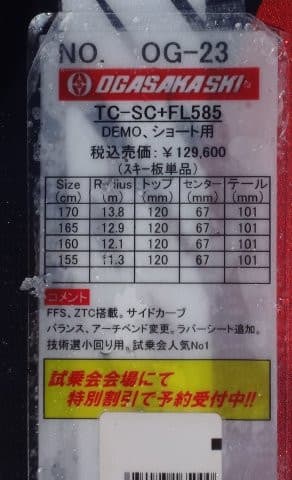 NO. OG-23
OGASAKA SKI
TC-SC+FL585
DEMO、ショート用
税込売価：￥129,600
(スキー板単品)
Size (cm) R dius (m) トップ (mm) センター (mm) テール (mm)
170 13.8 120 67 101
165 12.9 120 67 101
160 12.1 120 67 101
155 11.3 120 67 101
コメント
FFS、ZTC搭載。サイドカーブ
バランス、アーチベンド変更。ラバーシート追加。
技術選小回り用。試乗会人気No1
試乗会会場にて
特別割引で予約受付中!!